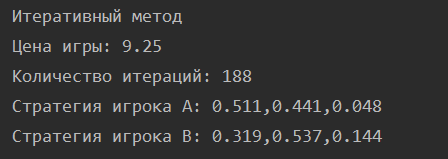 Итеративный метод
Цена игры: 9.25
Количество итераций: 188
Стратегия игрока А: 0.511,0.441,0.048
Стратегия игрока В: 0.319,0.537,0.144